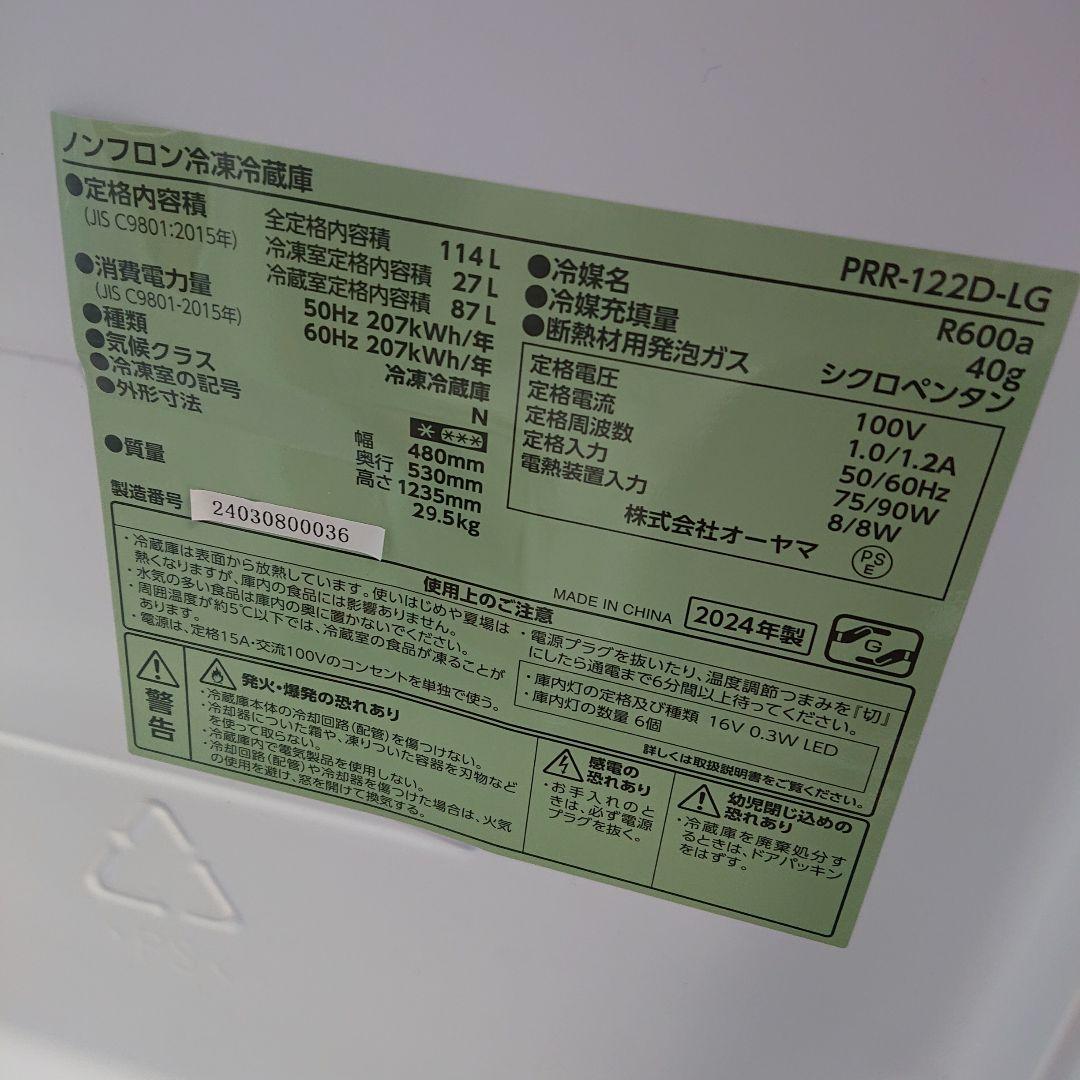 ノンフロン冷凍冷蔵庫
PRR-122D-LG
●定格内容積
(JIS C9801:2015年)
全定格内容積 114L
冷凍室定格内容積 27L
冷蔵室定格内容積 87L
●消費電力量
(JIS C9801-2015年)
50Hz 207kWh/年
60Hz 207kWh/年
●種類 冷凍冷蔵庫
●気候クラス N
●冷凍室の記号
●外形寸法
幅 480mm
奥行 530mm
高さ 1235mm
●質量 29.5kg
製造番号 24030800036
●冷媒名 R600a
●冷媒充填量 40g
●断熱材用発泡ガス シクロペンタン
定格電圧 100V
定格電流 1.0/1.2A
定格周波数 50/60Hz
定格入力 75/90W
電熱装置入力 8/8W
株式会社オーヤマ
PS
E
MADE IN CHINA
2024年製
G
使用上のご注意
・冷蔵庫は表面から放熱しています。使いはじめや夏場は
熱くなりますが、庫内の食品には影響ありません。
・水気の多い食品は庫内の奥に置かないでください。
・周囲温度が約5℃以下では、冷蔵室の食品が凍ることが
あります。
・電源は、定格15A・交流100Vのコンセントを単独で使う。
・電源プラグを抜いたり、温度調節つまみを『切』
にしたら通電まで6分間以上待ってください。
・庫内灯の定格及び種類 16V 0.3W LED
・庫内灯の数量 6個
詳しくは取扱説明書をご覧ください。
警告
発火・爆発の恐れあり
・冷蔵庫本体の冷却回路(配管)を傷つけない。
・冷却器についた霜や、凍りついた容器を刃物など
を使って取らない。
・冷蔵庫内で電気製品を使用しない。
・冷却回路(配管)や冷却器を傷つけた場合は、火気
の使用を避け、窓を開けて換気する。
感電の
恐れあり
・お手入れのと
きは、必ず電源
プラグを抜く。
幼児閉じ込めの
恐れあり
・冷蔵庫を廃棄処分す
るときは、ドアパッキン
をはずす。